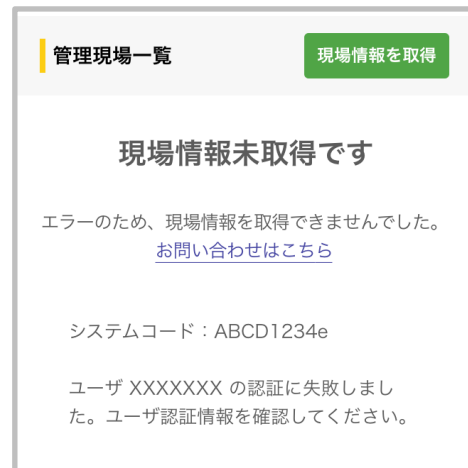 管理現場一覧
現場情報を取得
現場情報未取得です
エラーのため、現場情報を取得できませんでした。
お問い合わせはこちら
システムコード：ABCD1234e
ユーザ XXXXXXX の認証に失敗しまし
た。ユーザ認証情報を確認してください。